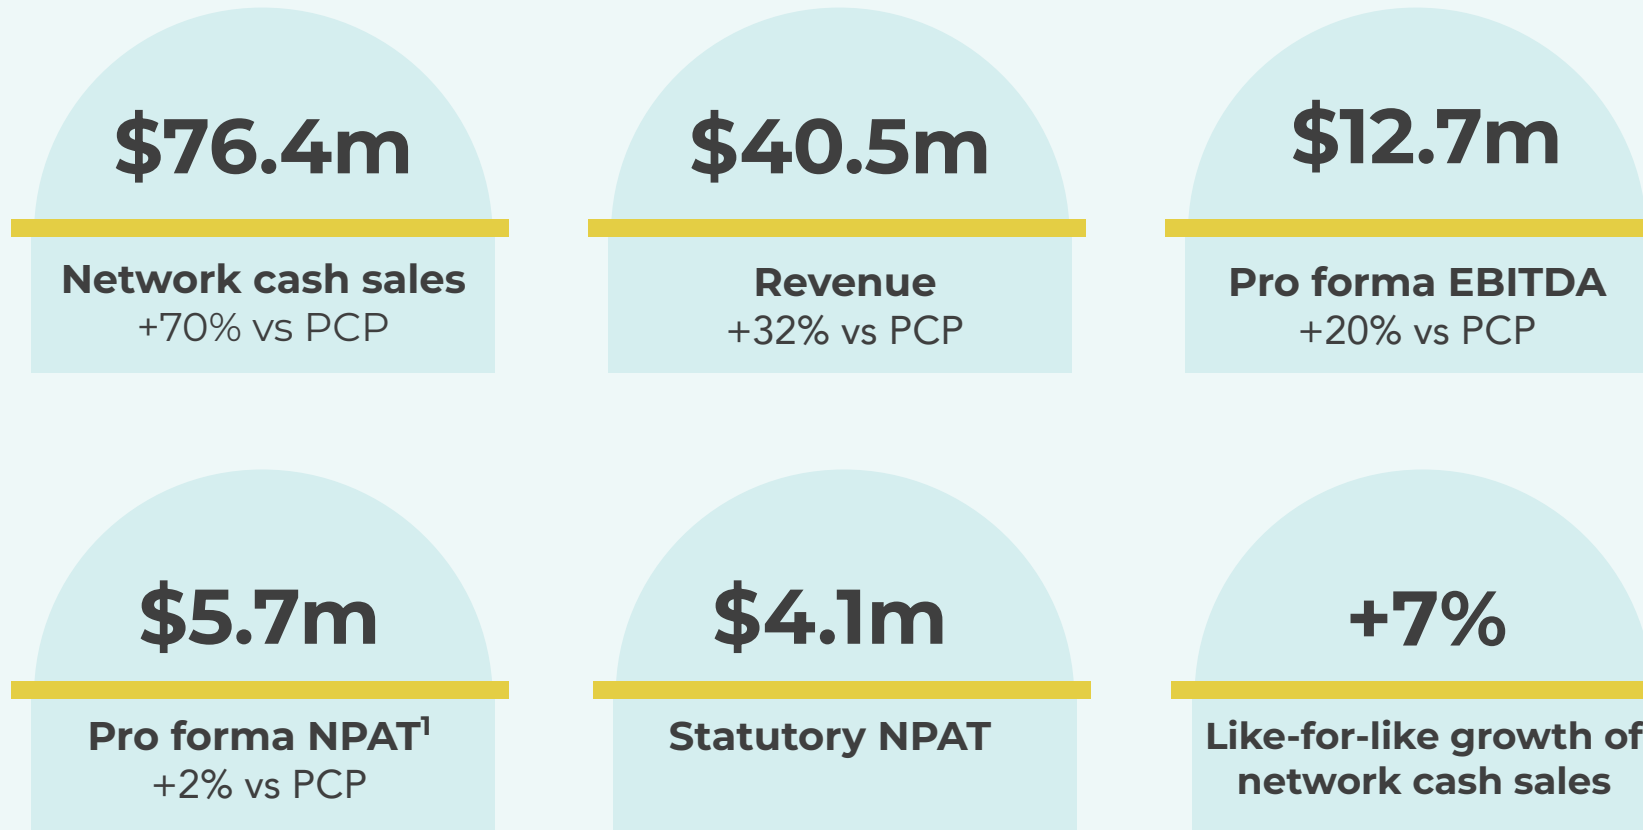 $76.4m
Network cash sales
+70% vs PCP
$40.5m
Revenue
+32% vs PCP
$12.7m
Pro forma EBITDA
+20% vs PCP
$5.7m
Pro forma NPAT¹
+2% vs PCP
$4.1m
Statutory NPAT
+7%
Like-for-like growth of
network cash sales